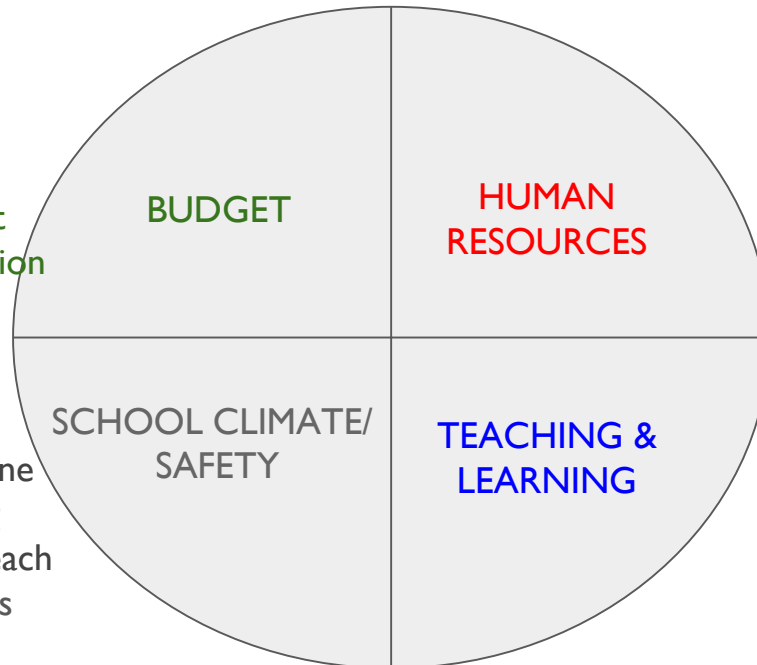 BUDGET
HUMAN
RESOURCES
SCHOOL CLIMATE/
SAFETY
TEACHING &
LEARNING